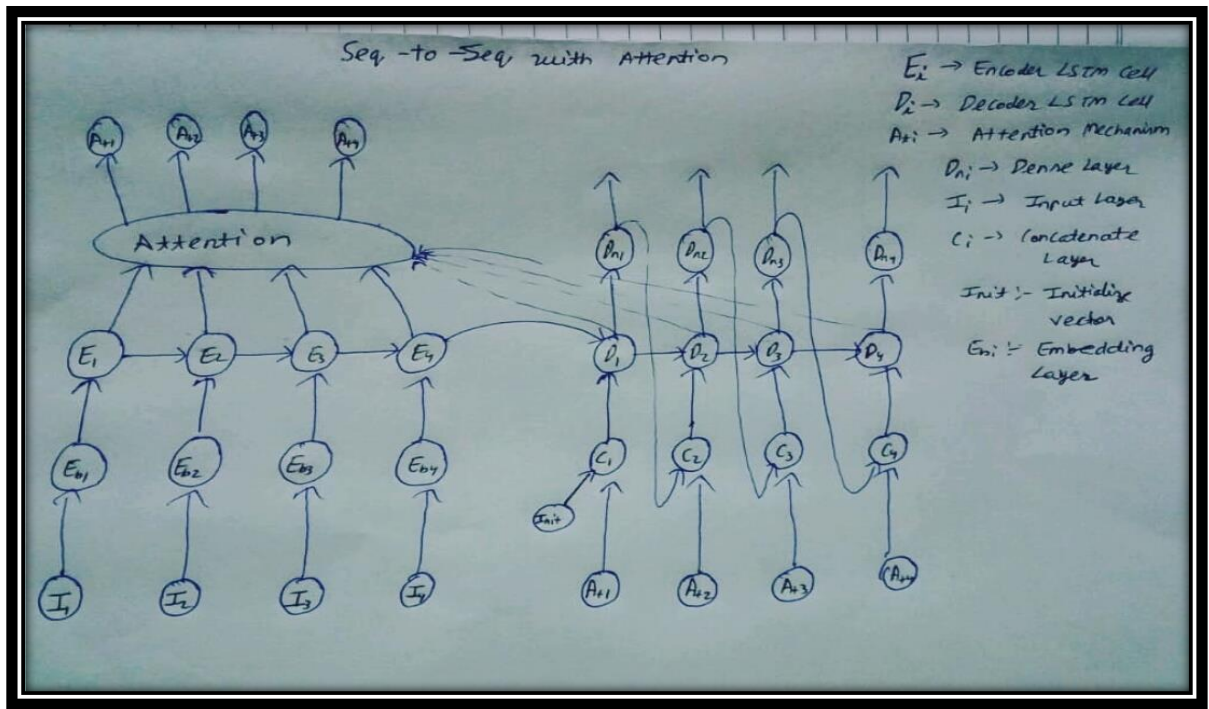 Seq -to -Seq with Attention
Ei → Encoder LSTM Cell
Di → Decoder LSTM Cell
Ati → Attention Mechanism
Dni → Dense Layer
Ii → Input Layer
Ci → Concatenate
Layer
Init :- Initialize
vector
Eni :- Embedding
Layer
At1 At2 At3 At4
Attention
Dn1 Dn2 Dn3 Dn4
E1 E2 E3 E4 D1 D2 D3 D4
Eb1 Eb2 Eb3 Eb4 C1 C2 C3 C4
Init
I1 I2 I3 I4 At1 At2 At3 At4